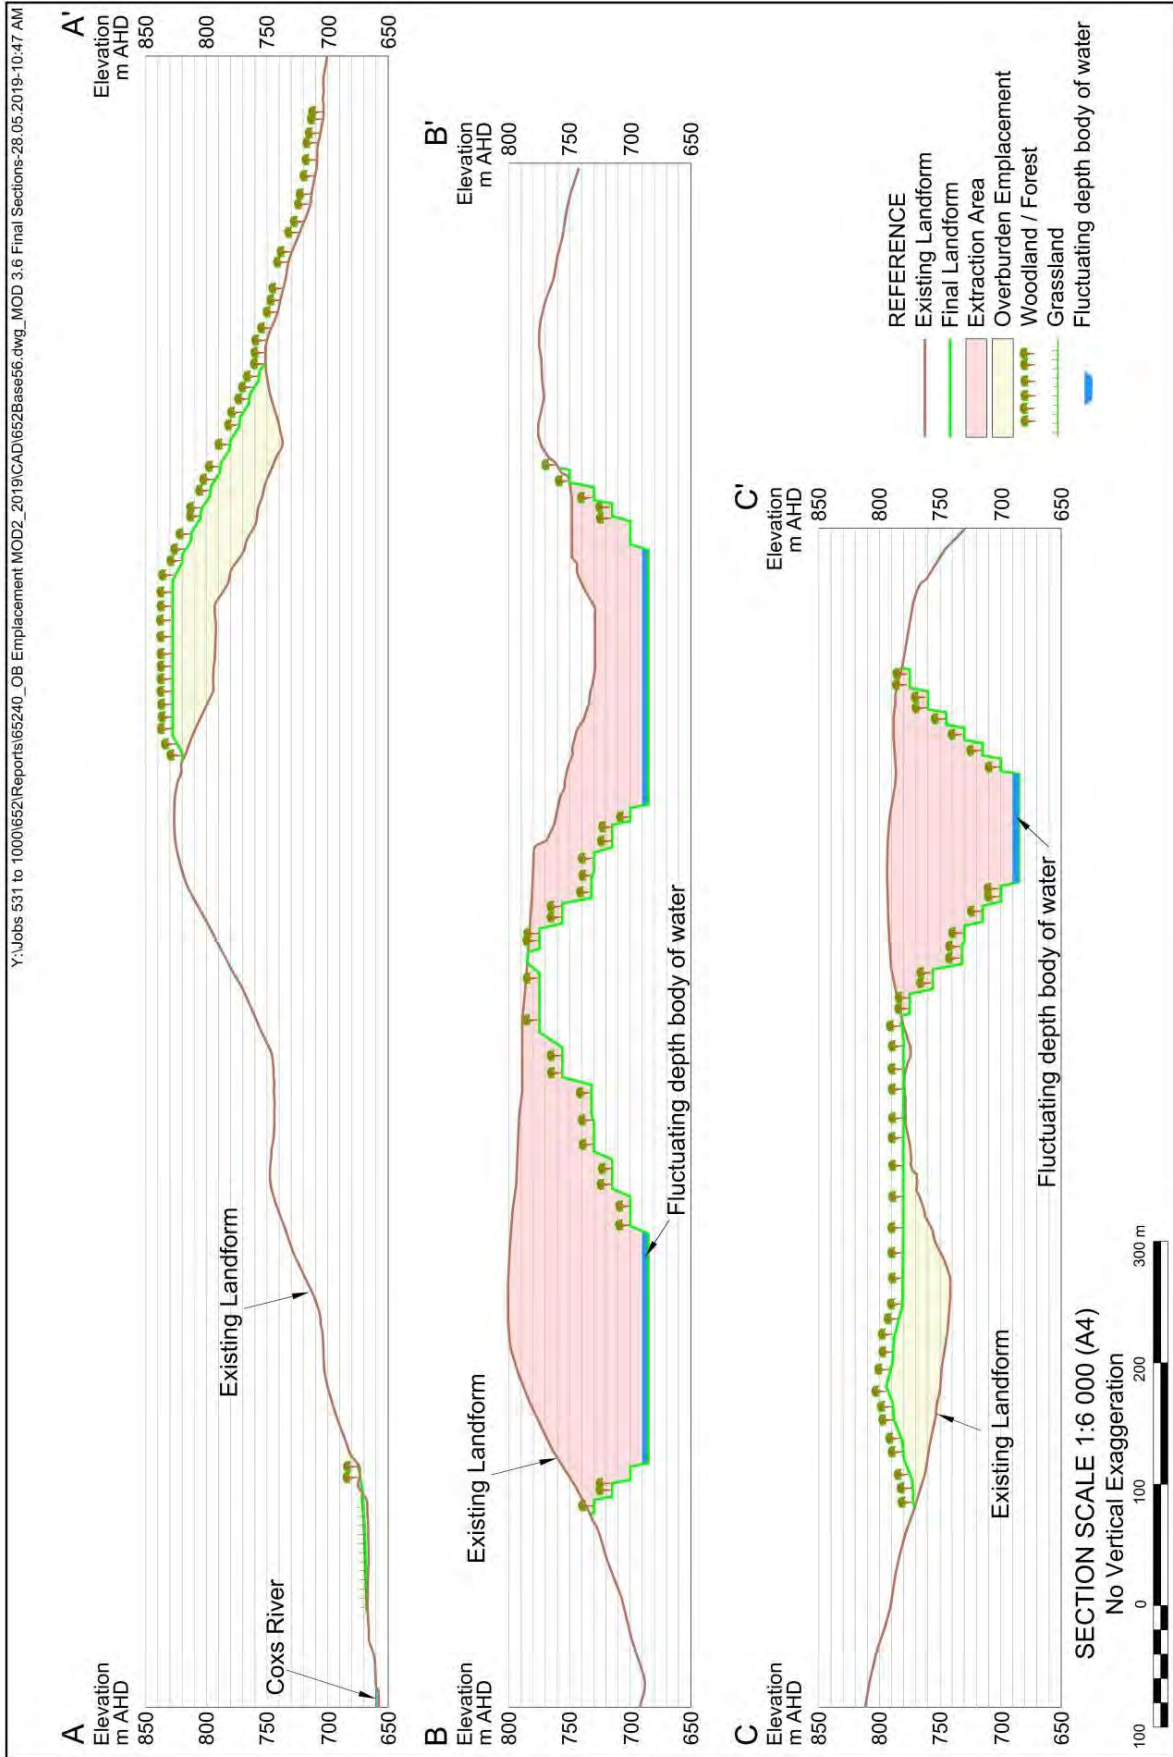 Y:\Jobs 531 to 1000\652\Reports\65240_OB Emplacement MOD2_2019\CAD\652Base56.dwg_MOD 3.6 Final Sections-28.05.2019-10:47 AM
A
A'
Elevation
m AHD
Elevation
m AHD
850
850
800
800
750
750
700
700
650
650
Coxs River
Existing Landform
B
B'
Elevation
m AHD
Elevation
m AHD
800
800
750
750
700
700
650
650
Existing Landform
Fluctuating depth body of water
C
C'
Elevation
m AHD
Elevation
m AHD
850
850
800
800
750
750
700
700
650
650
Existing Landform
Fluctuating depth body of water
REFERENCE
Existing Landform
Final Landform
Extraction Area
Overburden Emplacement
Woodland / Forest
Grassland
Fluctuating depth body of water
SECTION SCALE 1:6 000 (A4)
No Vertical Exaggeration
100 0 100 200 300 m